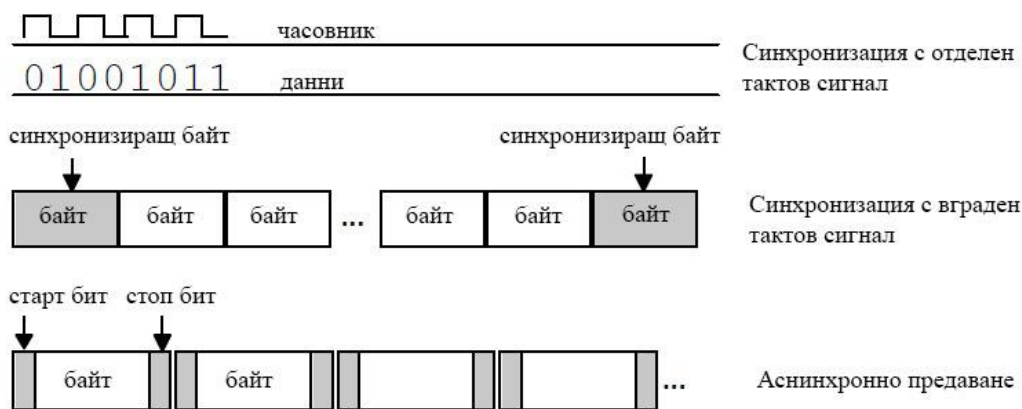 часовник
Синхронизация с отделен
тактов сигнал
01001011 данни
синхронизиращ байт синхронизиращ байт
байт байт байт ... байт байт байт
Синхронизация с вграден
тактов сигнал
старт бит стоп бит
байт байт ...
Аснинхронно предаване